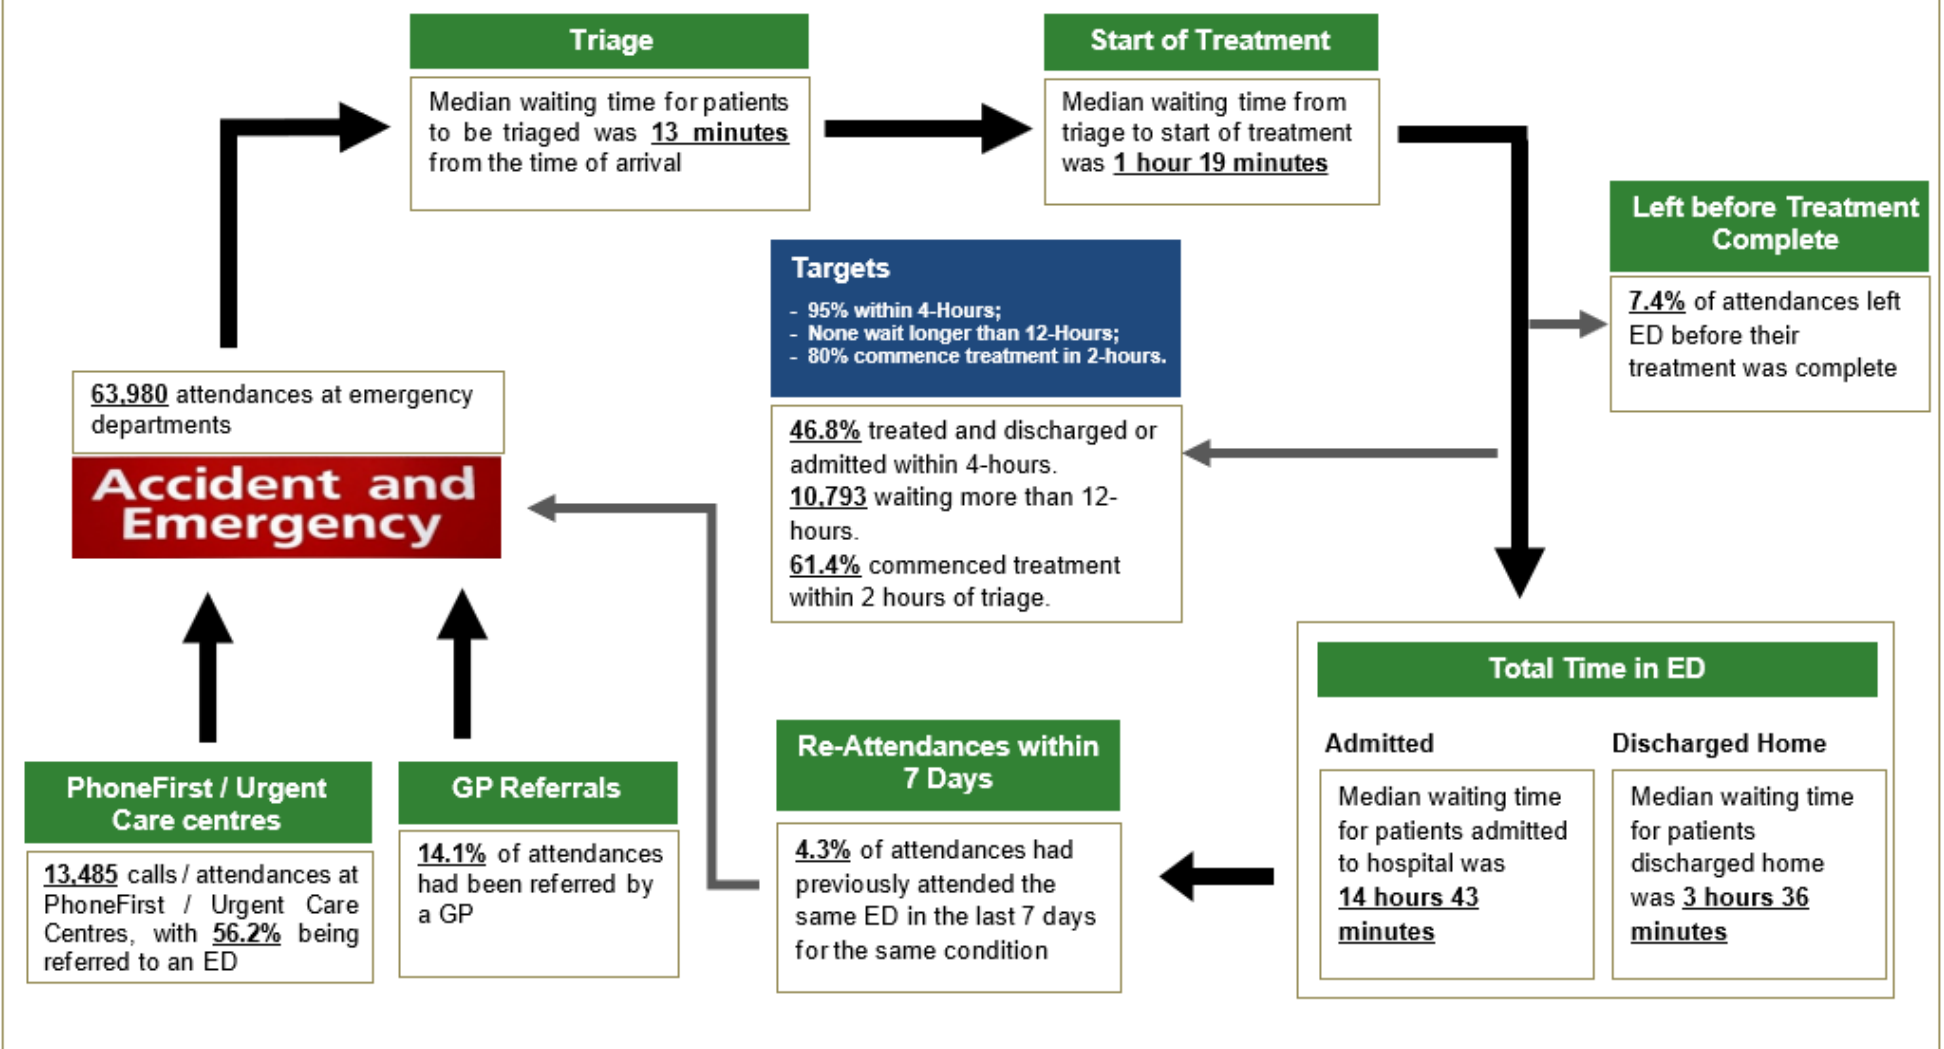 Triage
Median waiting time for patients
to be triaged was 13 minutes
from the time of arrival
Start of Treatment
Median waiting time from
triage to start of treatment
was 1 hour 19 minutes
Left before Treatment
Complete
7.4% of attendances left
ED before their
treatment was complete
Targets
- 95% within 4-Hours;
- None wait longer than 12-Hours;
- 80% commence treatment in 2-hours.
46.8% treated and discharged or
admitted within 4-hours.
10,793 waiting more than 12-
hours.
61.4% commenced treatment
within 2 hours of triage.
63,980 attendances at emergency
departments
Accident and
Emergency
PhoneFirst / Urgent
Care centres
13,485 calls / attendances at
PhoneFirst / Urgent Care
Centres, with 56.2% being
referred to an ED
GP Referrals
14.1% of attendances
had been referred by
a GP
Re-Attendances within
7 Days
4.3% of attendances had
previously attended the
same ED in the last 7 days
for the same condition
Total Time in ED
Admitted
Median waiting time
for patients admitted
to hospital was
14 hours 43
minutes
Discharged Home
Median waiting time
for patients
discharged home
was 3 hours 36
minutes